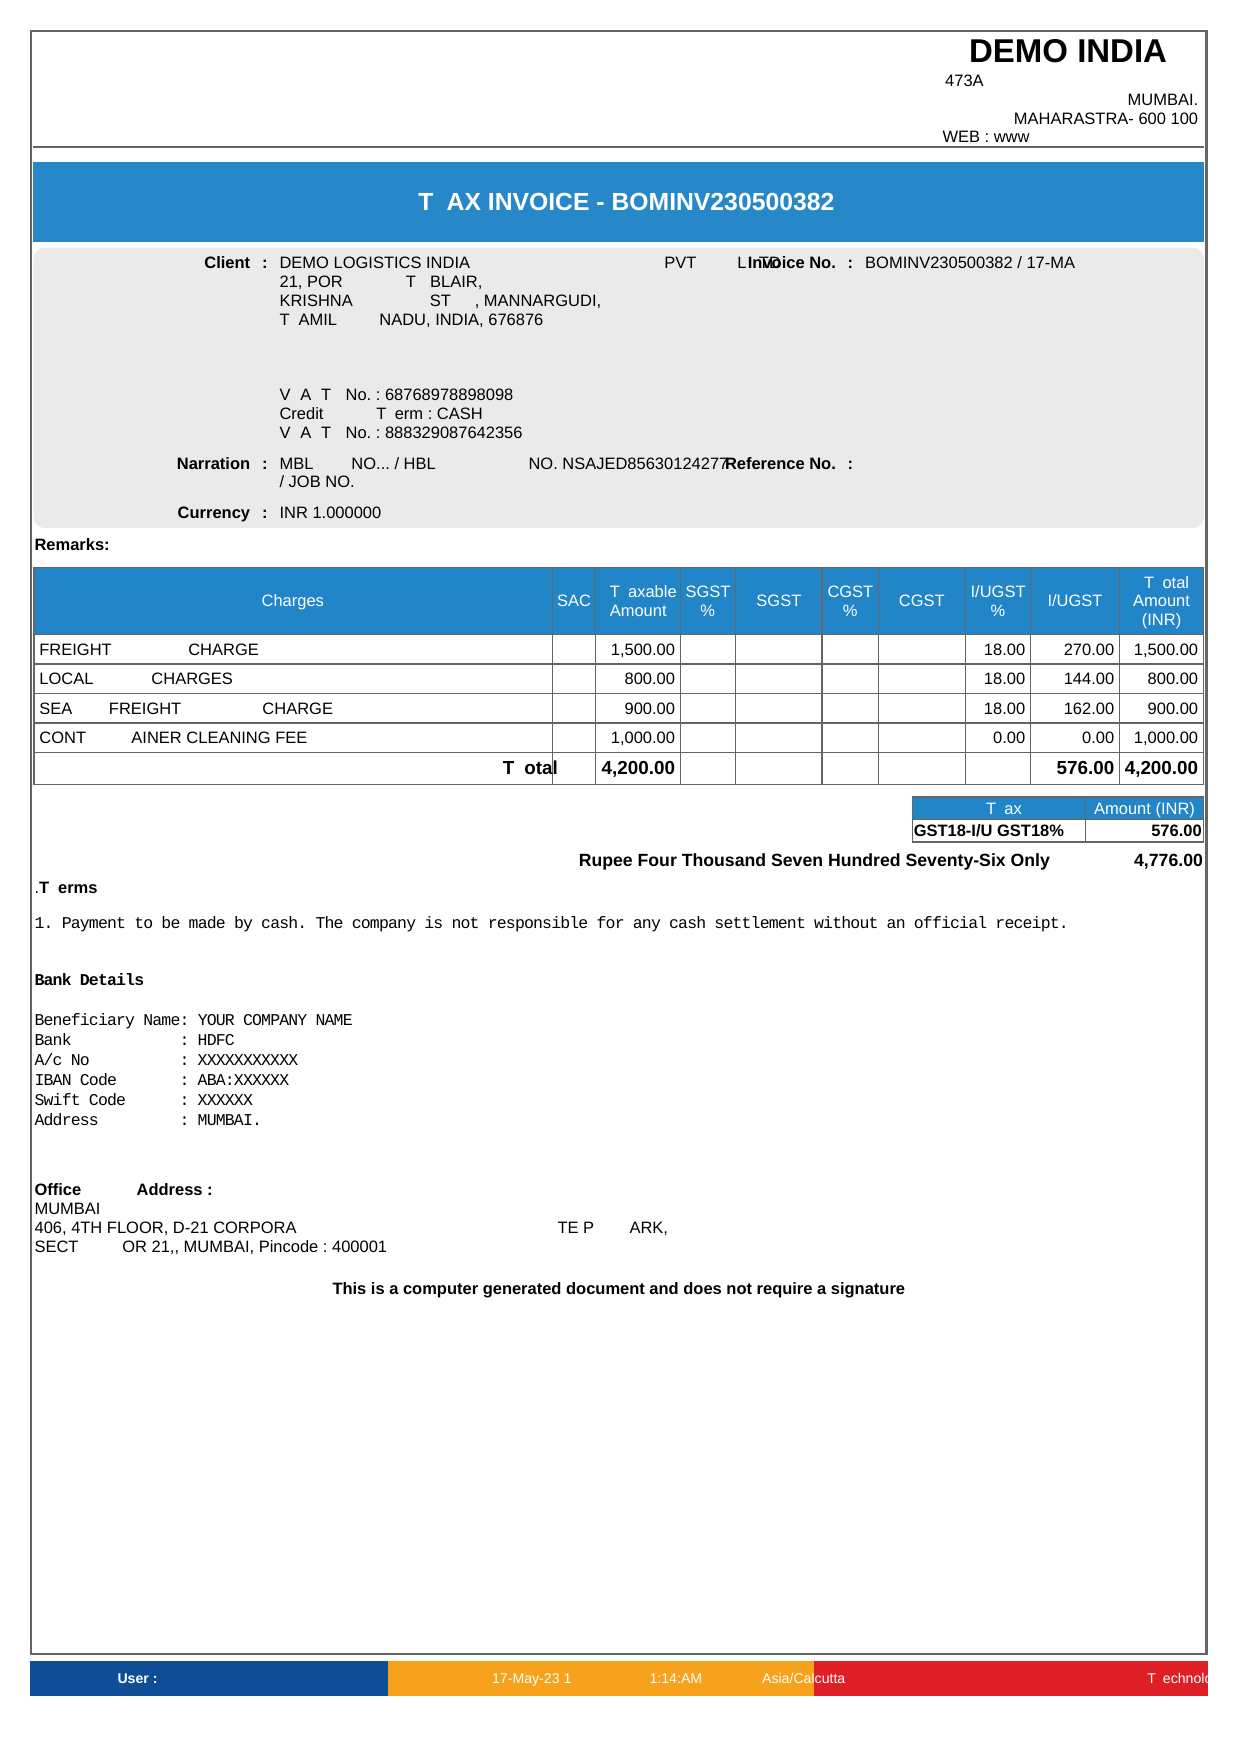 DEMO INDIA
473A
MUMBAI.
MAHARASTRA- 600 100
WEB : www
T AX INVOICE - BOMINV230500382
Client : DEMO LOGISTICS INDIA PVT LTD Invoice No. : BOMINV230500382 / 17-MA
21, POR T BLAIR,
KRISHNA ST , MANNARGUDI,
T AMIL NADU, INDIA, 676876
V A T No. : 68768978898098
Credit T erm : CASH
V A T No. : 888329087642356
Narration : MBL NO... / HBL NO. NSAJED85630124277 Reference No. :
/ JOB NO.
Currency : INR 1.000000
Remarks:
Charges SAC T axable Amount SGST % SGST CGST % CGST I/UGST % I/UGST T otal Amount (INR)
FREIGHT CHARGE 1,500.00 18.00 270.00 1,500.00
LOCAL CHARGES 800.00 18.00 144.00 800.00
SEA FREIGHT CHARGE 900.00 18.00 162.00 900.00
CONT AINER CLEANING FEE 1,000.00 0.00 0.00 1,000.00
T otal 4,200.00 576.00 4,200.00
T ax Amount (INR)
GST18-I/U GST18% 576.00
Rupee Four Thousand Seven Hundred Seventy-Six Only 4,776.00
.T erms
1. Payment to be made by cash. The company is not responsible for any cash settlement without an official receipt.
Bank Details
Beneficiary Name: YOUR COMPANY NAME
Bank : HDFC
A/c No : XXXXXXXXXXX
IBAN Code : ABA:XXXXXX
Swift Code : XXXXXX
Address : MUMBAI.
Office Address :
MUMBAI
406, 4TH FLOOR, D-21 CORPORA TE P ARK,
SECT OR 21,, MUMBAI, Pincode : 400001
This is a computer generated document and does not require a signature
User : 17-May-23 1 1:14:AM Asia/Calcutta T echnolo